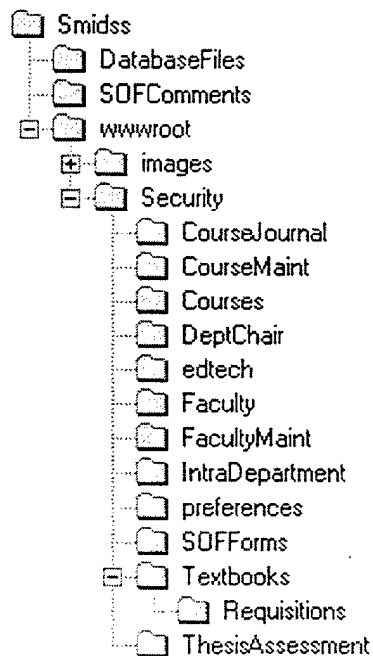 Smidss
DatabaseFiles
SOFComments
wwwroot
images
Security
CourseJournal
CourseMaint
Courses
DeptChair
edtech
Faculty
FacultyMaint
IntraDepartment
preferences
SOFForms
Textbooks
Requisitions
ThesisAssessment